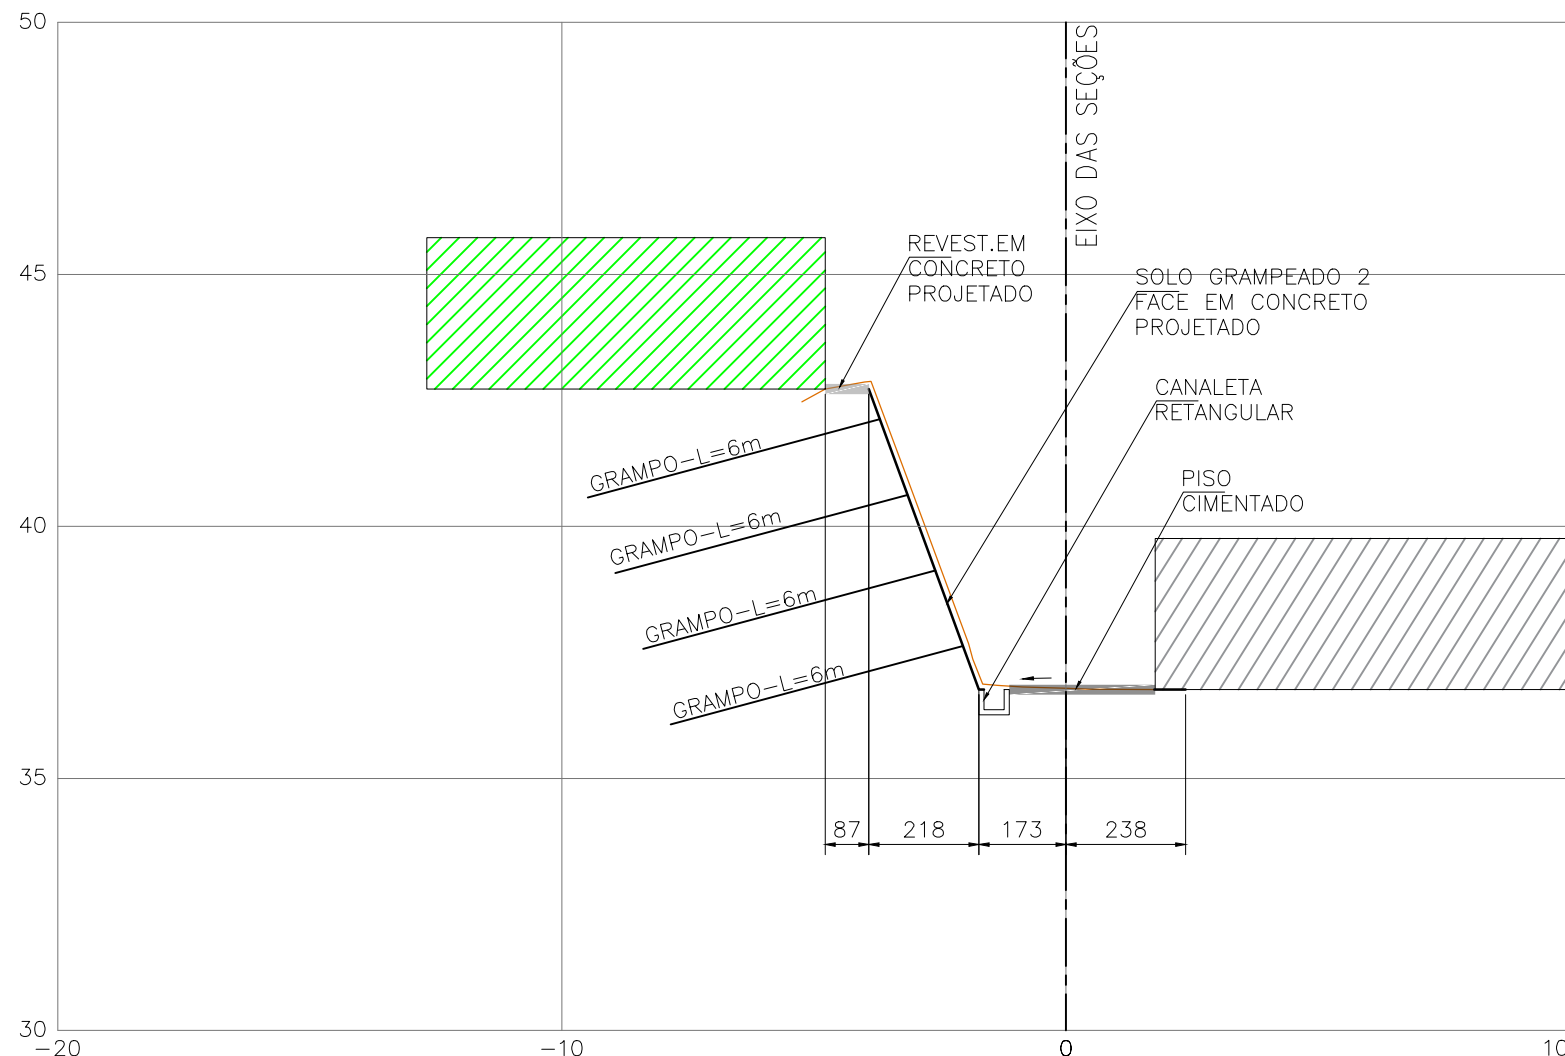 50
EIXO DAS SEÇÕES
REVEST.EM
CONCRETO
PROJETADO
45
SOLO GRAMPEADO 2
FACE EM CONCRETO
PROJETADO
CANALETA
RETANGULAR
GRAMPO-L=6m
PISO
CIMENTADO
40
GRAMPO-L=6m
GRAMPO-L=6m
GRAMPO-L=6m
35
87
218
173
238
30
-20
-10
0
10